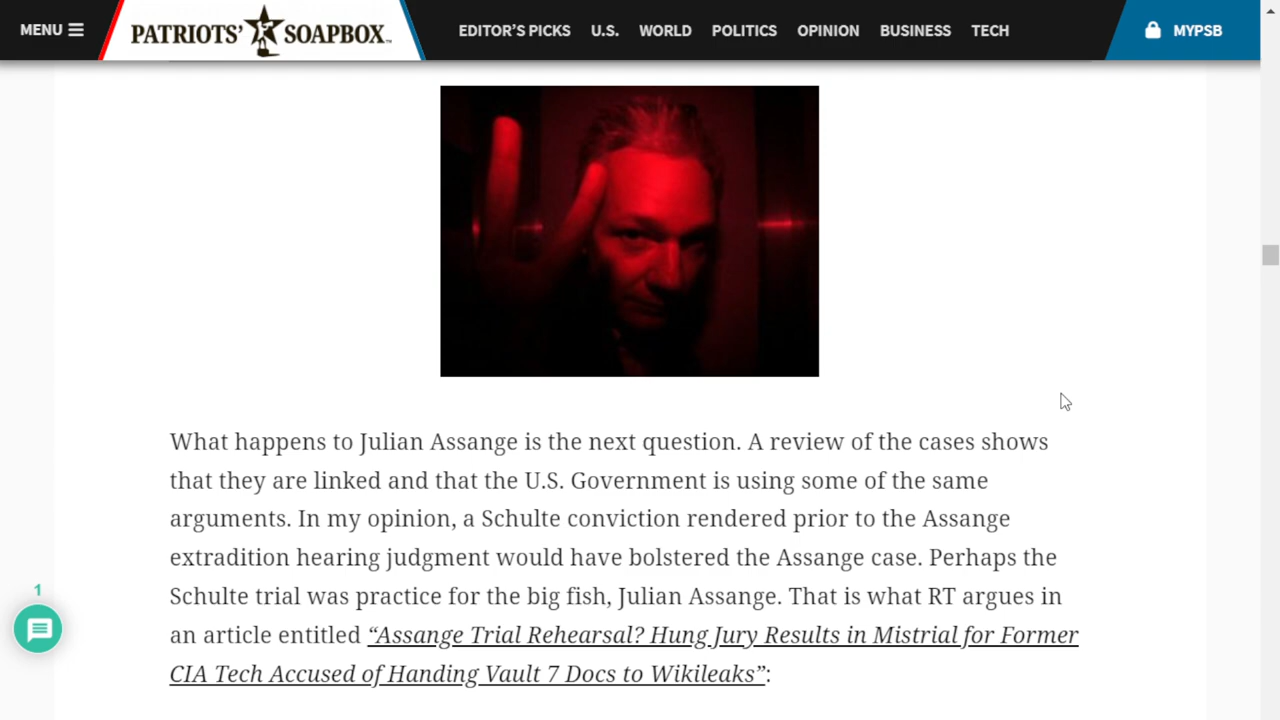 MENU
PATRIOTS' SOAPBOX™
EDITOR'S PICKS U.S. WORLD POLITICS OPINION BUSINESS TECH
MYPSB
What happens to Julian Assange is the next question. A review of the cases shows
that they are linked and that the U.S. Government is using some of the same
arguments. In my opinion, a Schulte conviction rendered prior to the Assange
extradition hearing judgment would have bolstered the Assange case. Perhaps the
Schulte trial was practice for the big fish, Julian Assange. That is what RT argues in
an article entitled “Assange Trial Rehearsal? Hung Jury Results in Mistrial for Former
CIA Tech Accused of Handing Vault 7 Docs to Wikileaks”:
1